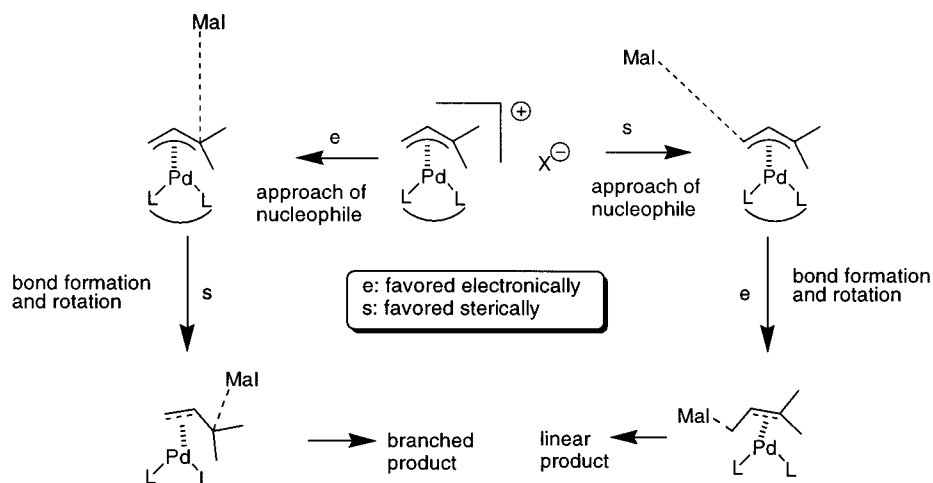 Mal
Mal
e
⊕
X⊖
s
Pd
L L
approach of
nucleophile
Pd
L L
approach of
nucleophile
Pd
L L
bond formation
and rotation
s
e: favored electronically
s: favored sterically
e
bond formation
and rotation
Mal
Pd
L L
branched
product
linear
product
Mal
Pd
L L